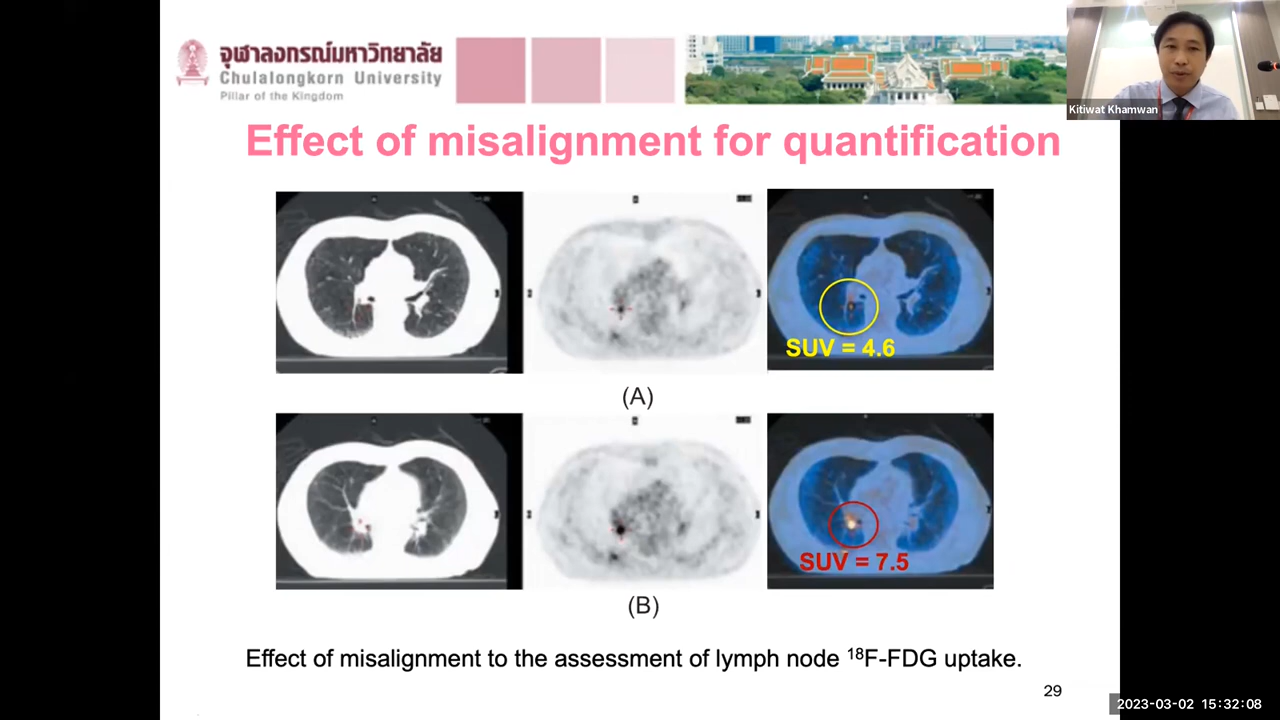 จุฬาลงกรณ์มหาวิทยาลัย
Chulalongkorn University
Pillar of the Kingdom
Kitiwat Khamwan
Effect of misalignment for quantification
SUV = 4.6
(A)
SUV = 7.5
(B)
Effect of misalignment to the assessment of lymph node ¹⁸F-FDG uptake.
29
2023-03-02 15:32:08